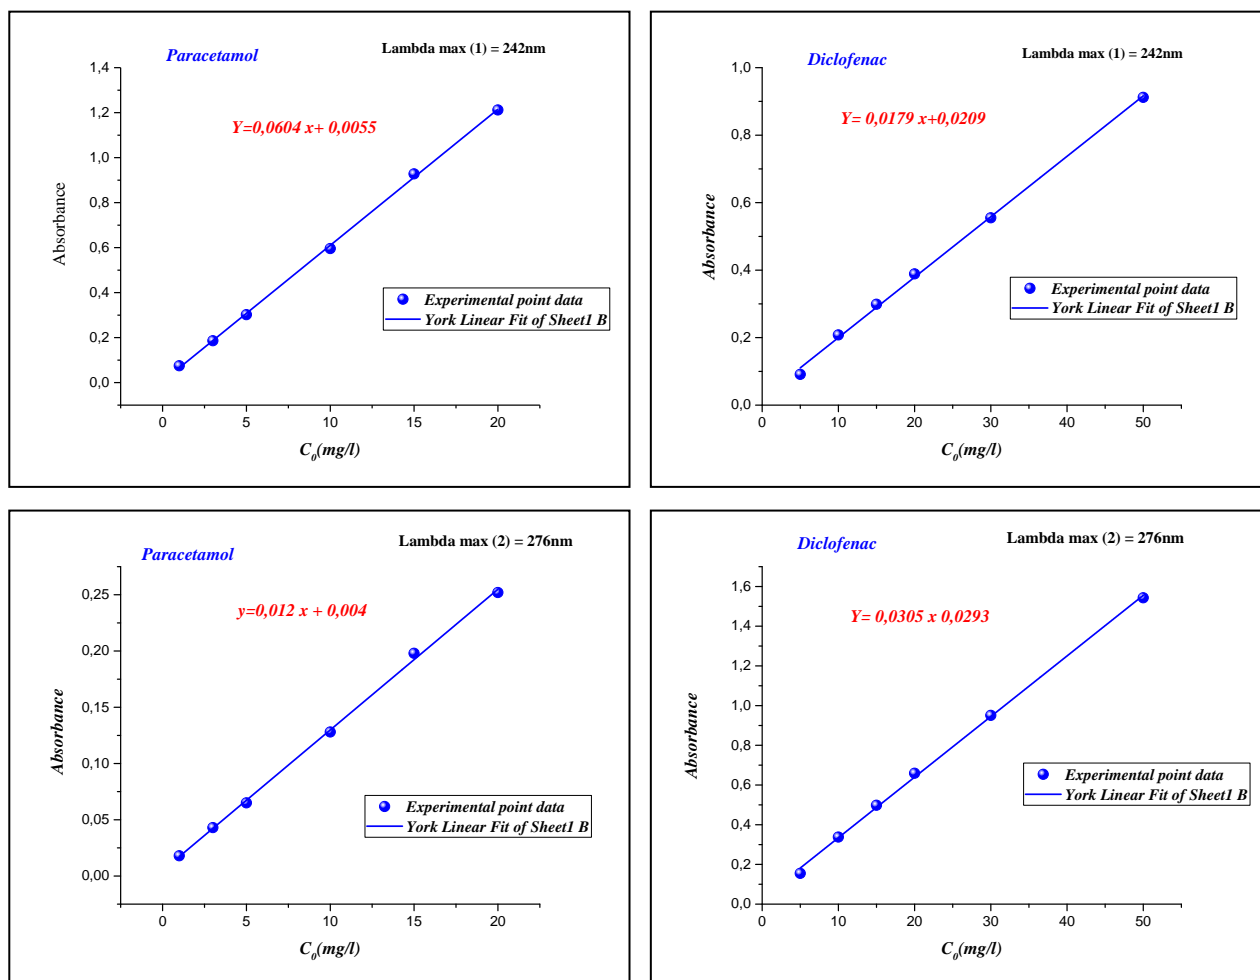 Paracetamol
Lambda max (1) = 242nm
Y=0,0604 x+ 0,0055
1,4
1,2
1,0
0,8
0,6
0,4
0,2
0,0
Absorbance
Experimental point data
York Linear Fit of Sheet1 B
0 5 10 15 20
C0(mg/l)
Diclofenac
Lambda max (1) = 242nm
Y= 0,0179 x+0,0209
1,0
0,8
0,6
0,4
0,2
0,0
Absorbance
Experimental point data
York Linear Fit of Sheet1 B
0 10 20 30 40 50
C0(mg/l)
Paracetamol
Lambda max (2) = 276nm
y=0,012 x + 0,004
0,25
0,20
0,15
0,10
0,05
0,00
Absorbance
Experimental point data
York Linear Fit of Sheet1 B
0 5 10 15 20
C0(mg/l)
Diclofenac
Lambda max (2) = 276nm
Y= 0,0305 x 0,0293
1,6
1,4
1,2
1,0
0,8
0,6
0,4
0,2
0,0
Absorbance
Experimental point data
York Linear Fit of Sheet1 B
0 10 20 30 40 50
C0(mg/l)